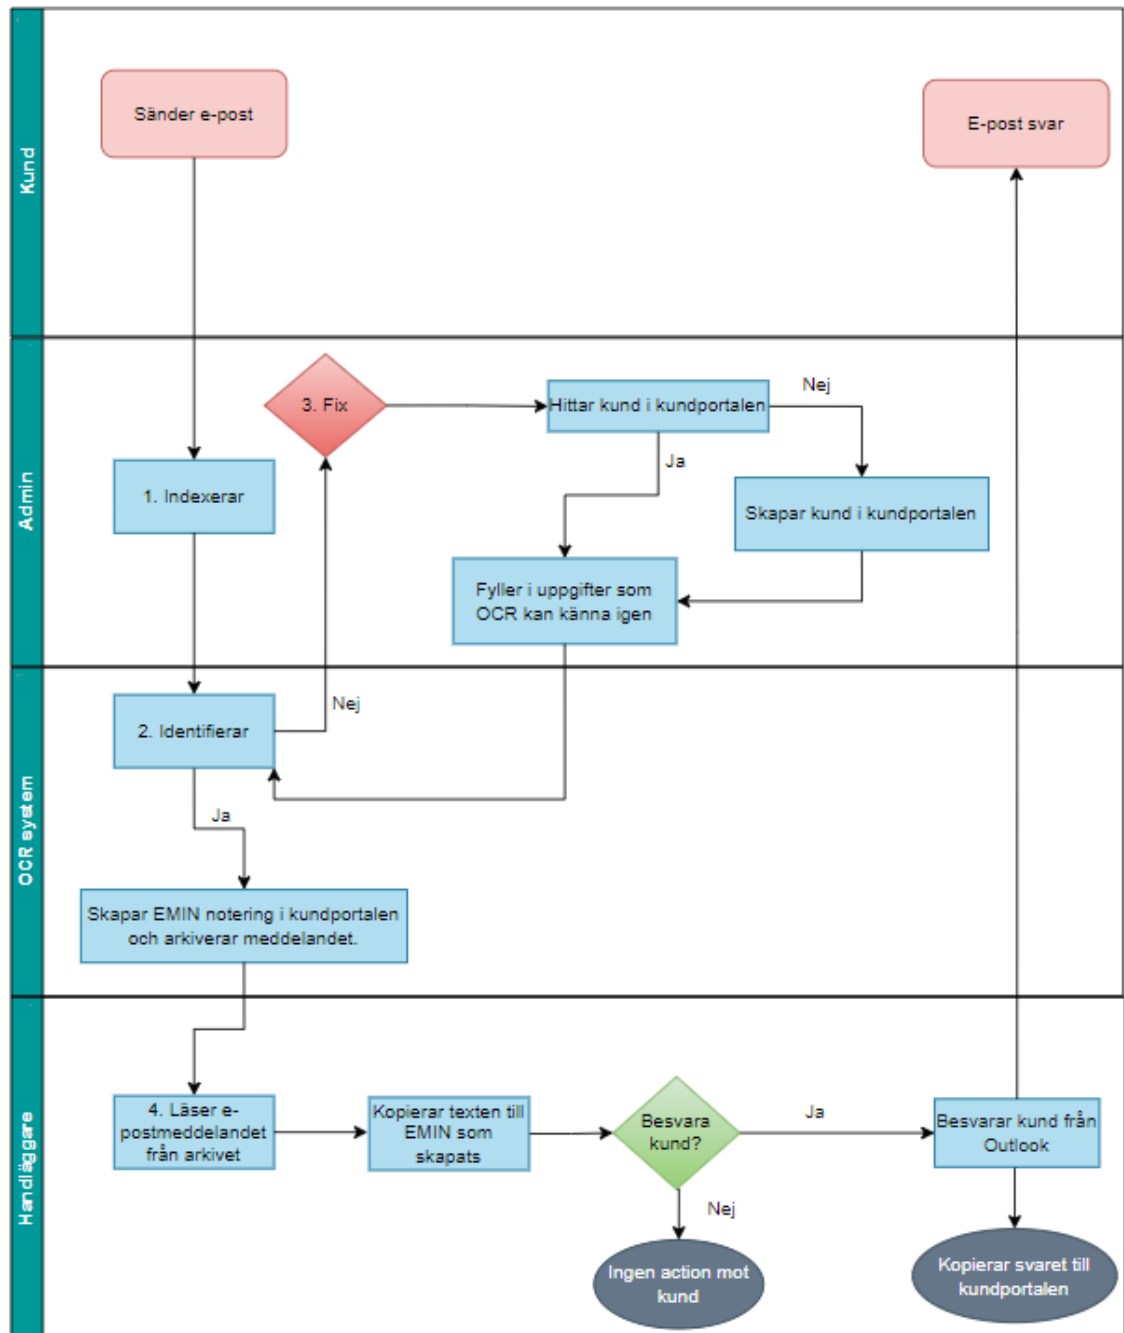 Kund
Sänder e-post
E-post svar
Admin
3. Fix
Hittar kund i kundportalen
Nej
Ja
1. Indexerar
Skapar kund i kundportalen
Fyller i uppgifter som
OCR kan känna igen
OCR system
2. Identifierar
Nej
Ja
Skapar EMIN notering i kundportalen
och arkiverar meddelandet.
Handläggare
4. Läser e-
postmeddelandet
från arkivet
Kopierar texten till
EMIN som
skapats
Besvara
kund?
Ja
Besvarar kund från
Outlook
Nej
Ingen action mot
kund
Kopierar svaret till
kundportalen